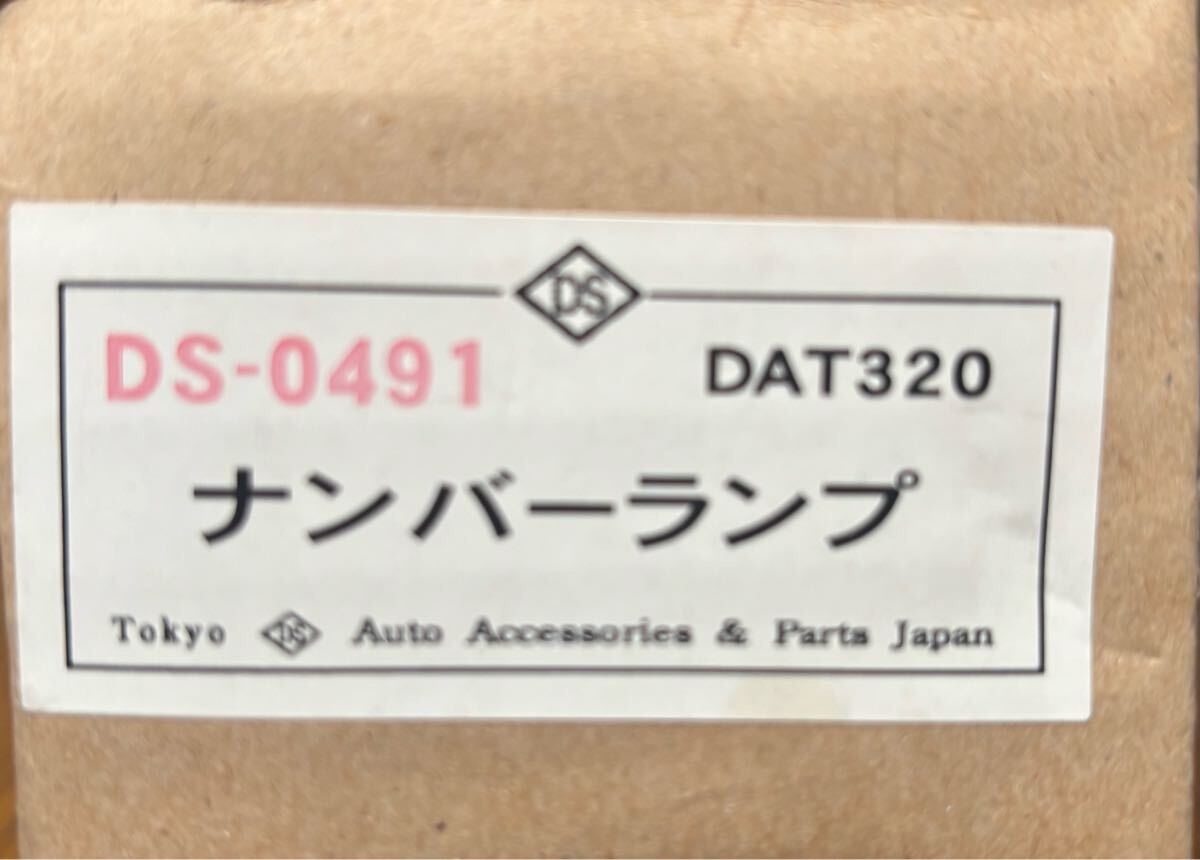 DS
DS-0491 DAT320
ナンバーランプ
Tokyo DS Auto Accessories & Parts Japan